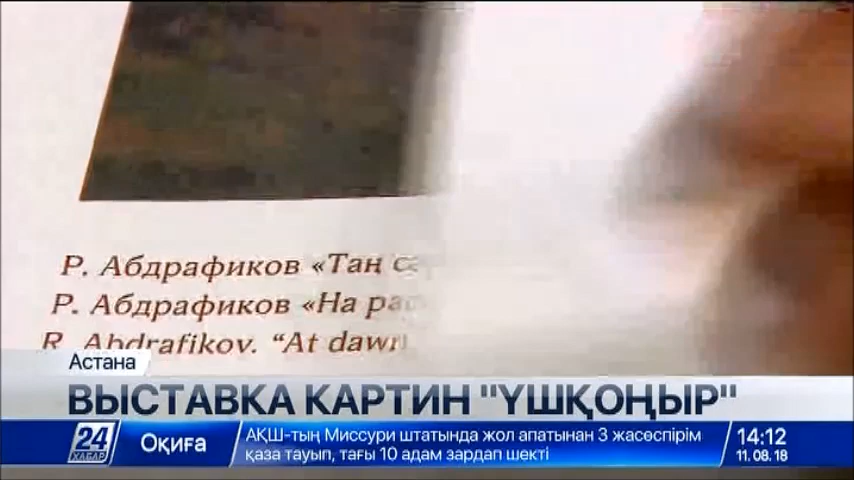 Р. Абдрафиков «Таң
Р. Абдрафиков «На
R. Abdrafikov. "At dawn
Астана
ВЫСТАВКА КАРТИН "ҮШҚОҢЫР"
24
ХАБАР
Оқиға
АҚШ-тың Миссури штатында жол апатынан 3 жасөспірім
қаза тауып, тағы 10 адам зардап шекті
14:12
11.08.18